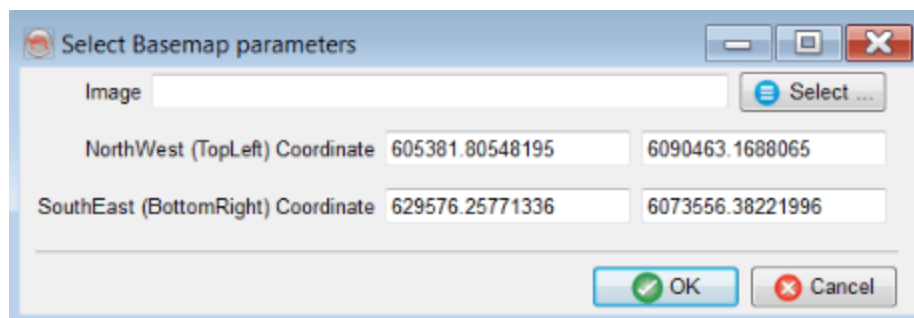 Select Basemap parameters
Image Select ...
NorthWest (TopLeft) Coordinate 605381.80548195 6090463.1688065
SouthEast (BottomRight) Coordinate 629576.25771336 6073556.38221996
OK Cancel